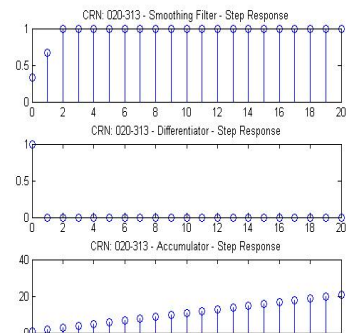 CRN: 020-313 - Smoothing Filter - Step Response
1
0.5
0
0 2 4 6 8 10 12 14 16 18 20
CRN: 020-313 - Differentiator - Step Response
1
0.5
0
0 2 4 6 8 10 12 14 16 18 20
CRN: 020-313 - Accumulator - Step Response
40
20